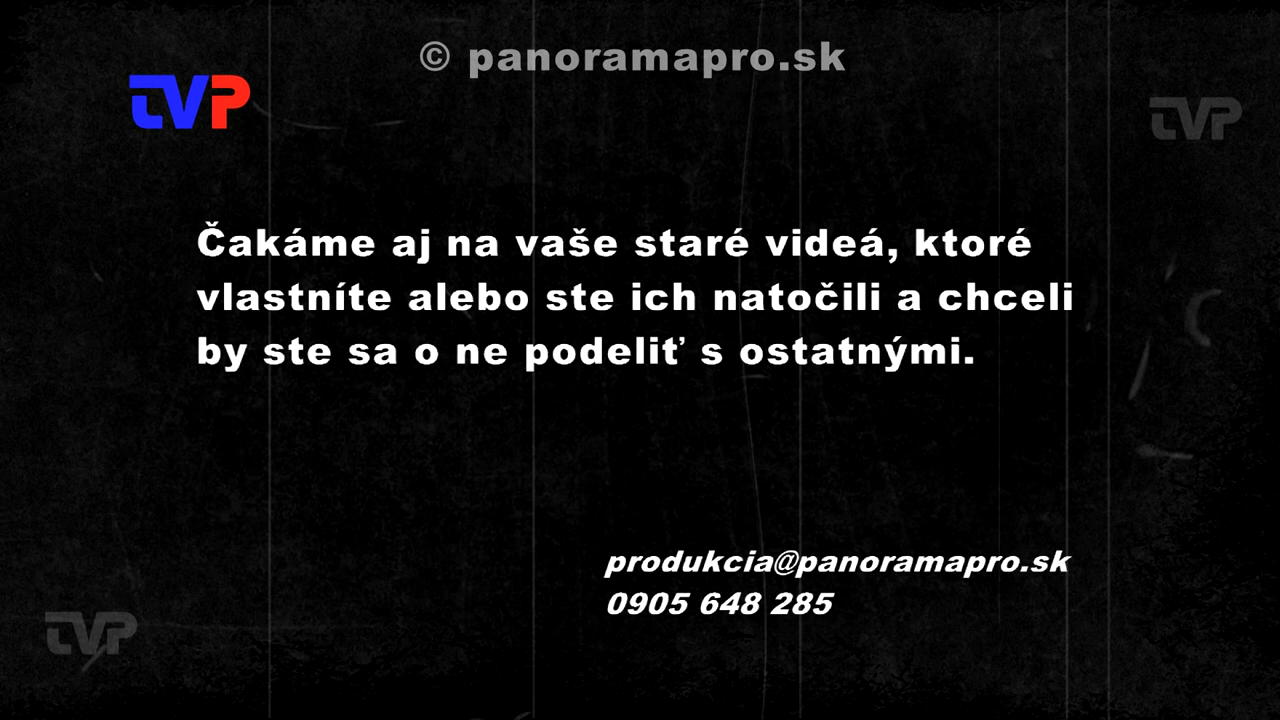 © panoramapro.sk
TVP
TVP
Čakáme aj na vaše staré videá, ktoré
vlastníte alebo ste ich natočili a chceli
by ste sa o ne podeliť s ostatnými.
produkcia@panoramapro.sk
0905 648 285
TVP